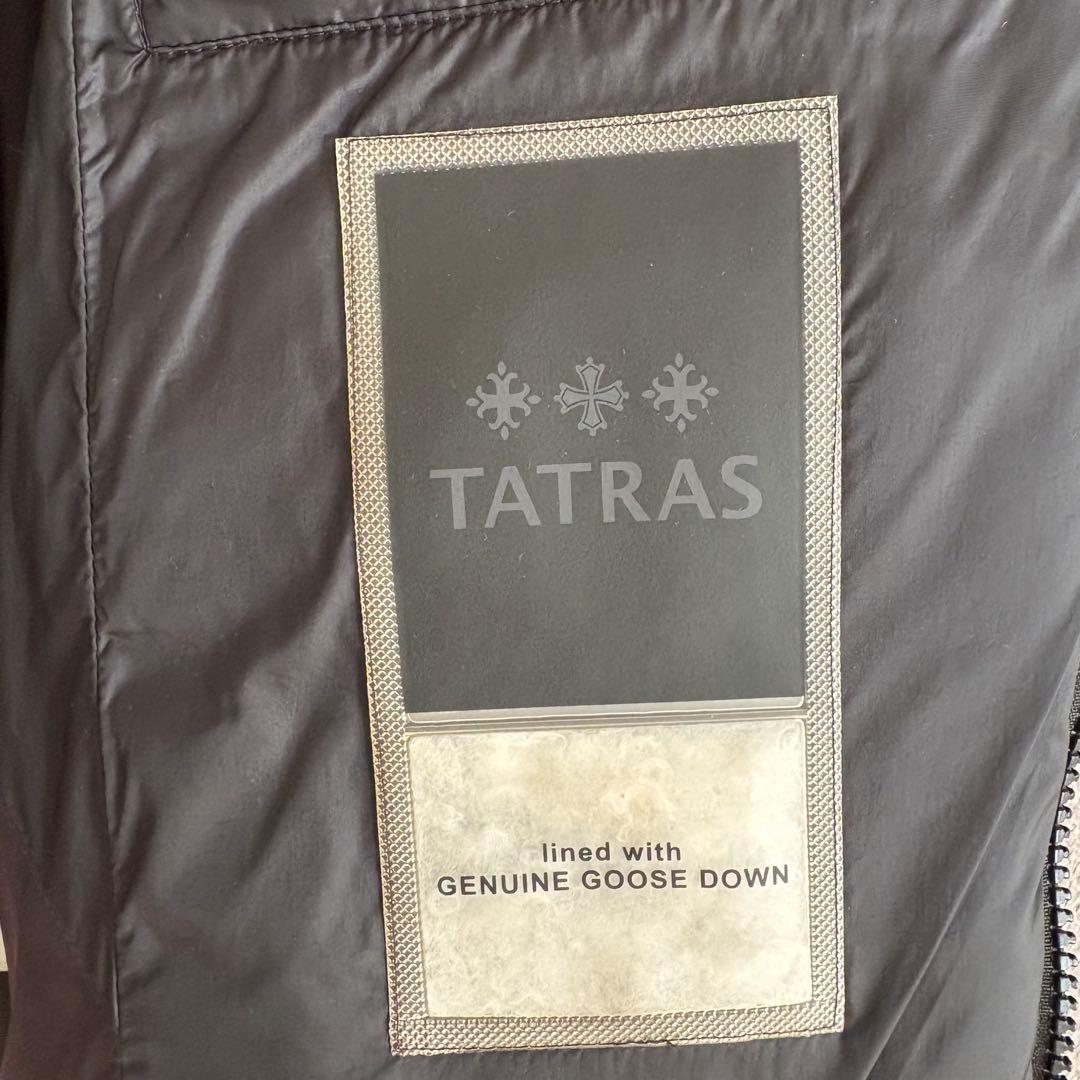 TATRAS
lined with
GENUINE GOOSE DOWN